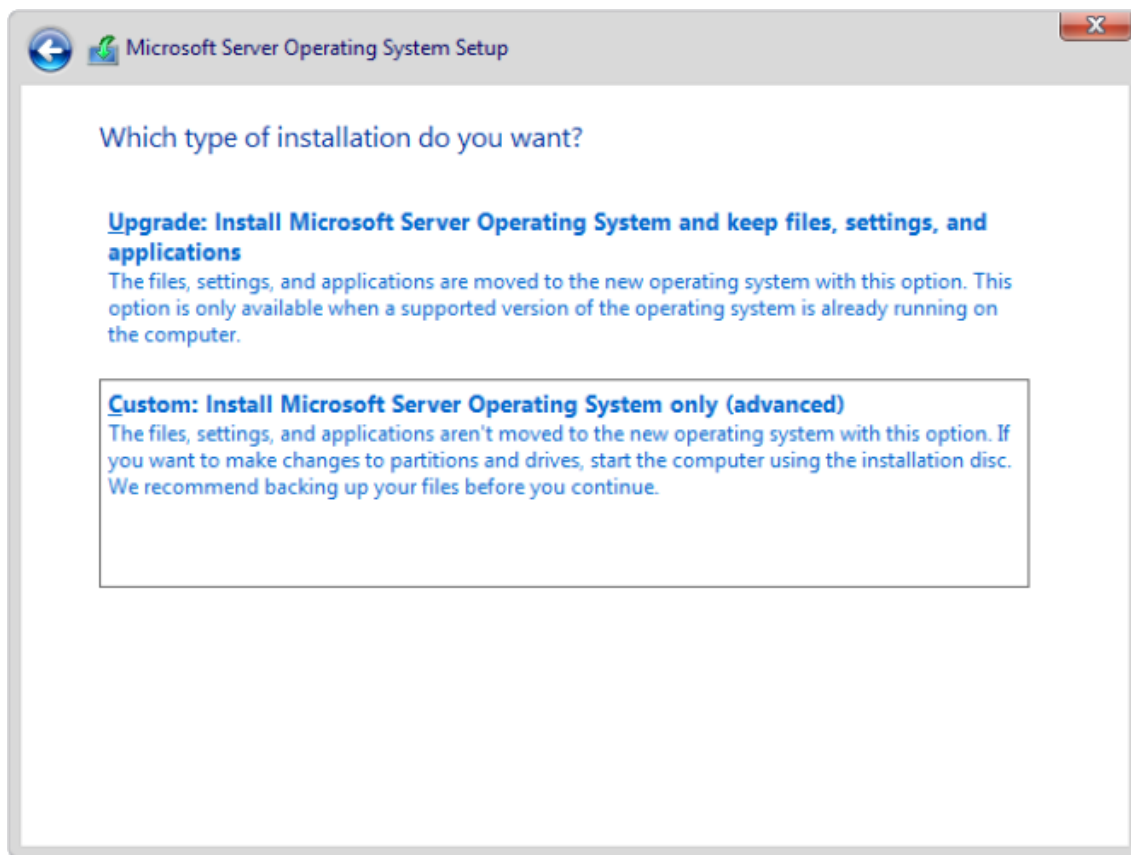 Microsoft Server Operating System Setup
Which type of installation do you want?
Upgrade: Install Microsoft Server Operating System and keep files, settings, and
applications
The files, settings, and applications are moved to the new operating system with this option. This
option is only available when a supported version of the operating system is already running on
the computer.
Custom: Install Microsoft Server Operating System only (advanced)
The files, settings, and applications aren't moved to the new operating system with this option. If
you want to make changes to partitions and drives, start the computer using the installation disc.
We recommend backing up your files before you continue.